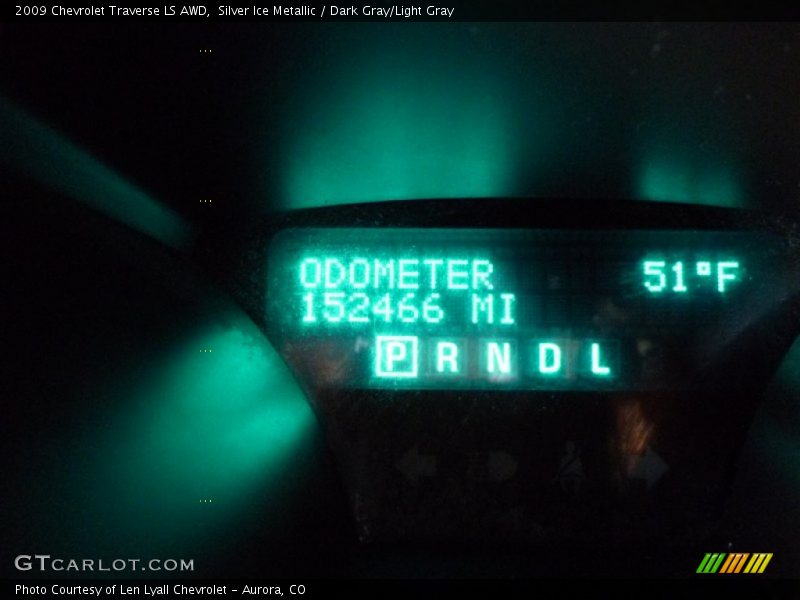 2009 Chevrolet Traverse LS AWD,  Silver Ice Metallic / Dark Gray/Light Gray
ODOMETER 51°F
152466 MI
P R N D L
GTCARLOT.COM
Photo Courtesy of Len Lyall Chevrolet - Aurora, CO